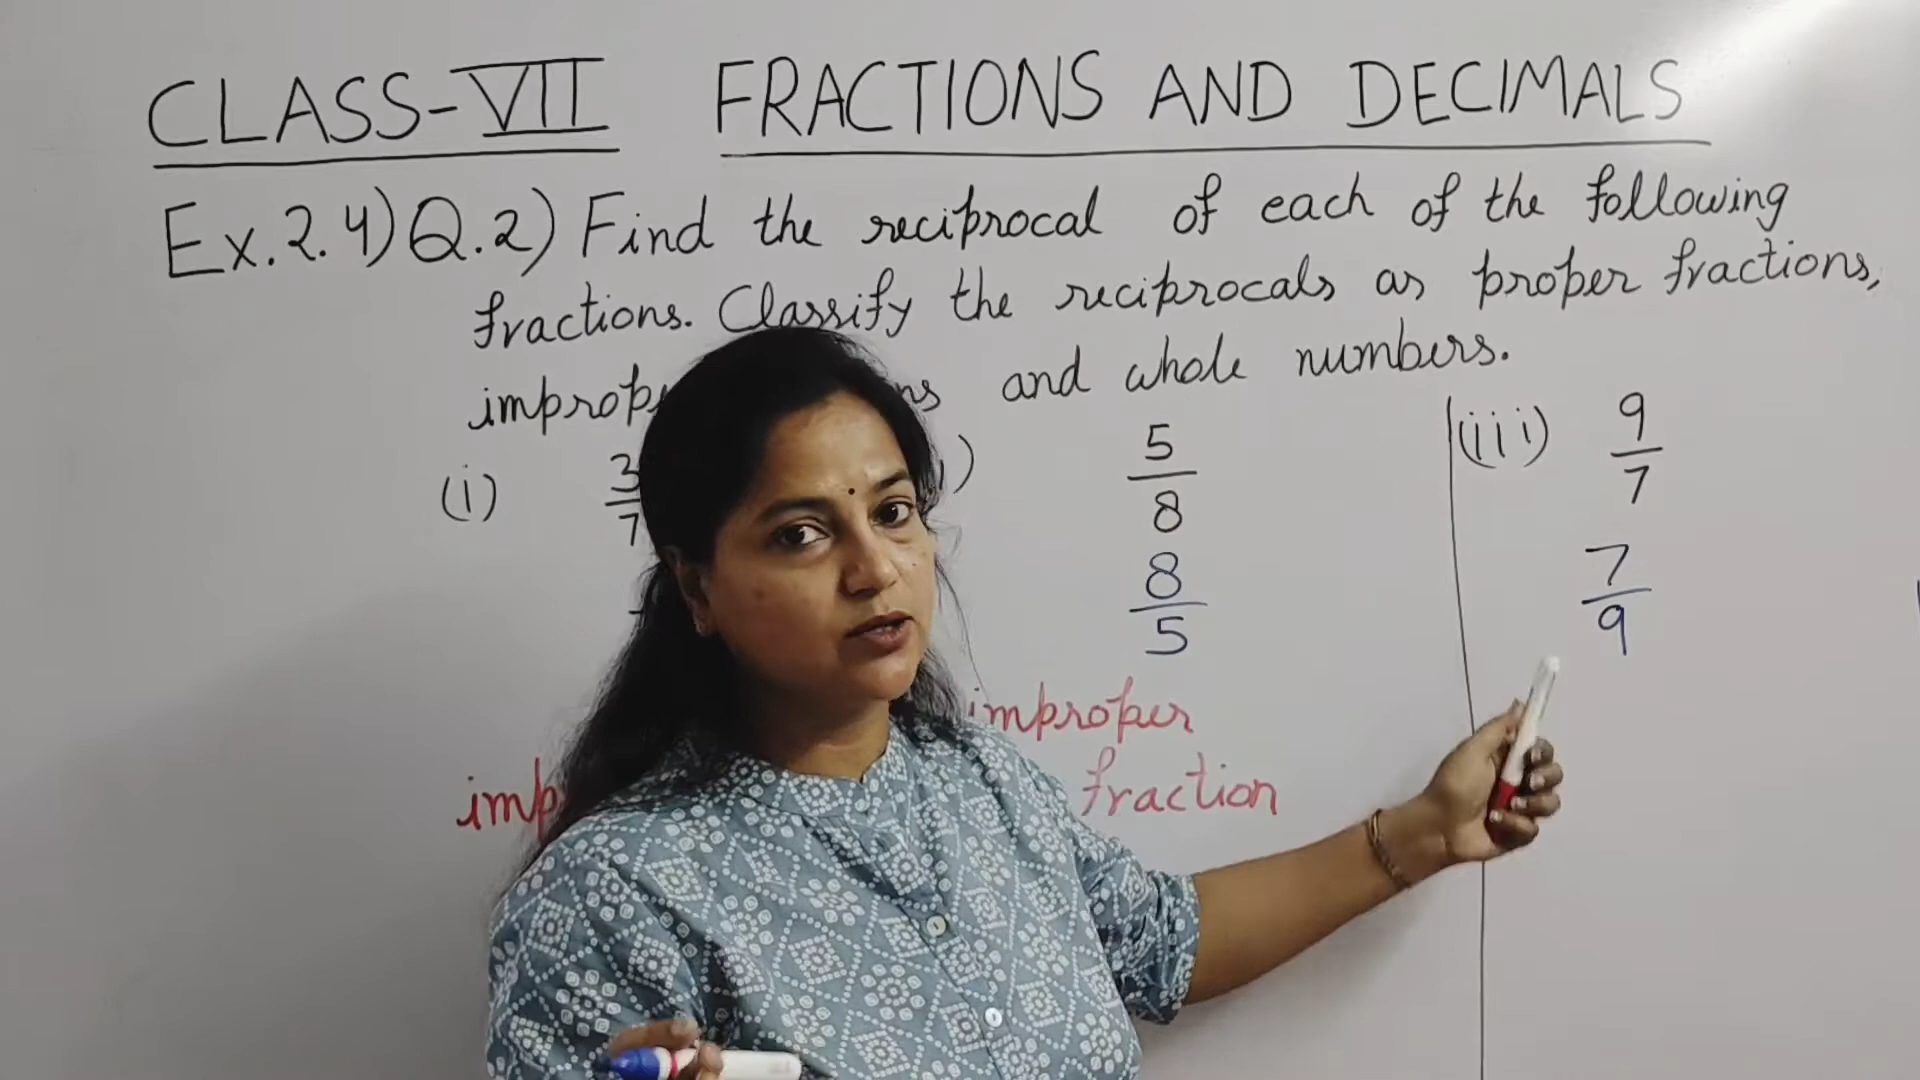 CLASS-VII FRACTIONS AND DECIMALS
Ex.2.4) Q.2) Find the reciprocal of each of the following
fractions. Classify the reciprocals as proper fractions,
and whole numbers.
(i) 3/7
5/8
(iii) 9/7
8/5
7/9
improper
fraction